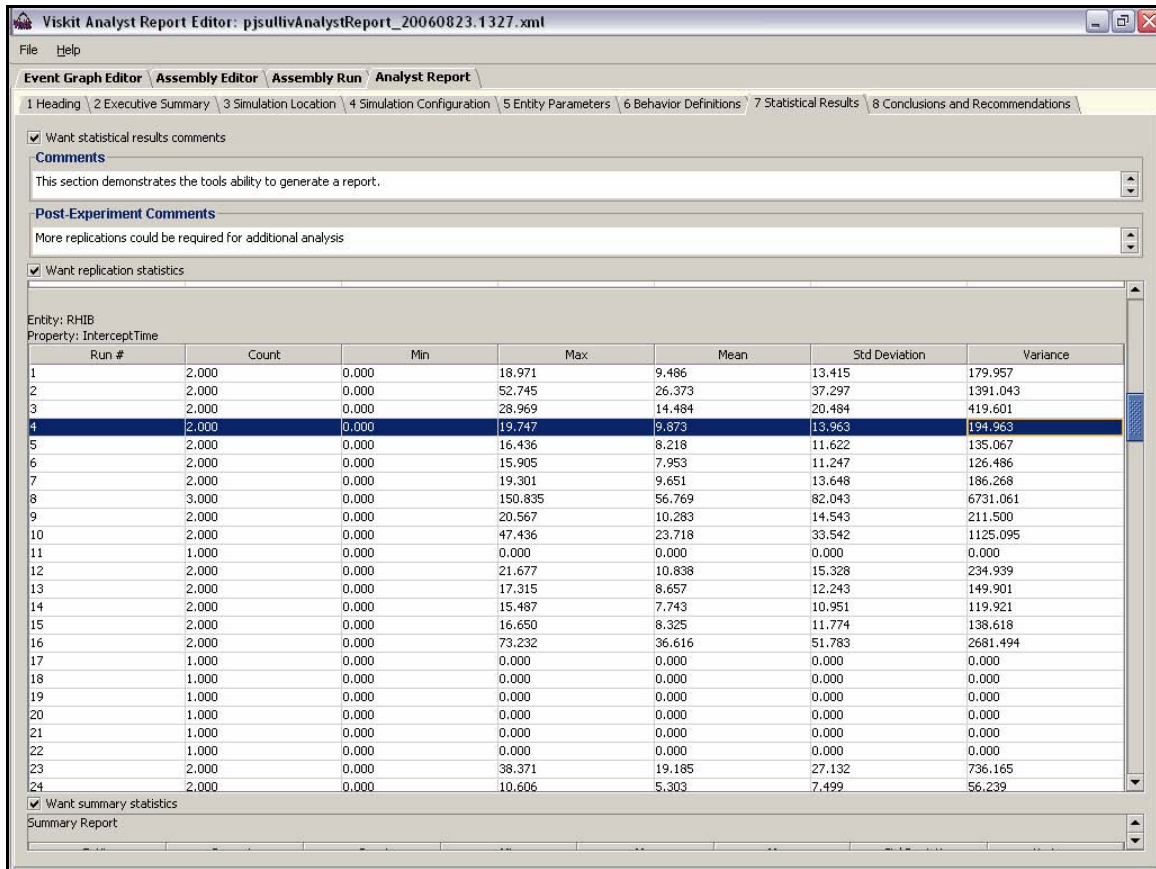 Viskit Analyst Report Editor: pjsullivAnalystReport_20060823.1327.xml
File Help
Event Graph Editor Assembly Editor Assembly Run Analyst Report
1 Heading 2 Executive Summary 3 Simulation Location 4 Simulation Configuration 5 Entity Parameters 6 Behavior Definitions 7 Statistical Results 8 Conclusions and Recommendations
Want statistical results comments
Comments
This section demonstrates the tools ability to generate a report.
Post-Experiment Comments
More replications could be required for additional analysis
Want replication statistics
Entity: RHIB
Property: InterceptTime
Run # Count Min Max Mean Std Deviation Variance
1 2.000 0.000 18.971 9.486 13.415 179.957
2 2.000 0.000 52.745 26.373 37.297 1391.043
3 2.000 0.000 28.969 14.484 20.484 419.601
4 2.000 0.000 19.747 9.873 13.963 194.963
5 2.000 0.000 16.436 8.218 11.622 135.067
6 2.000 0.000 15.905 7.953 11.247 126.486
7 2.000 0.000 19.301 9.651 13.648 186.268
8 3.000 0.000 150.835 56.769 82.043 6731.061
9 2.000 0.000 20.567 10.283 14.543 211.500
10 2.000 0.000 47.436 23.718 33.542 1125.095
11 1.000 0.000 0.000 0.000 0.000 0.000
12 2.000 0.000 21.677 10.838 15.328 234.939
13 2.000 0.000 17.315 8.657 12.243 149.901
14 2.000 0.000 15.487 7.743 10.951 119.921
15 2.000 0.000 16.650 8.325 11.774 138.618
16 2.000 0.000 73.232 36.616 51.783 2681.494
17 1.000 0.000 0.000 0.000 0.000 0.000
18 1.000 0.000 0.000 0.000 0.000 0.000
19 1.000 0.000 0.000 0.000 0.000 0.000
20 1.000 0.000 0.000 0.000 0.000 0.000
21 1.000 0.000 0.000 0.000 0.000 0.000
22 1.000 0.000 0.000 0.000 0.000 0.000
23 2.000 0.000 38.371 19.185 27.132 736.165
24 2.000 0.000 10.606 5.303 7.499 56.239
Want summary statistics
Summary Report